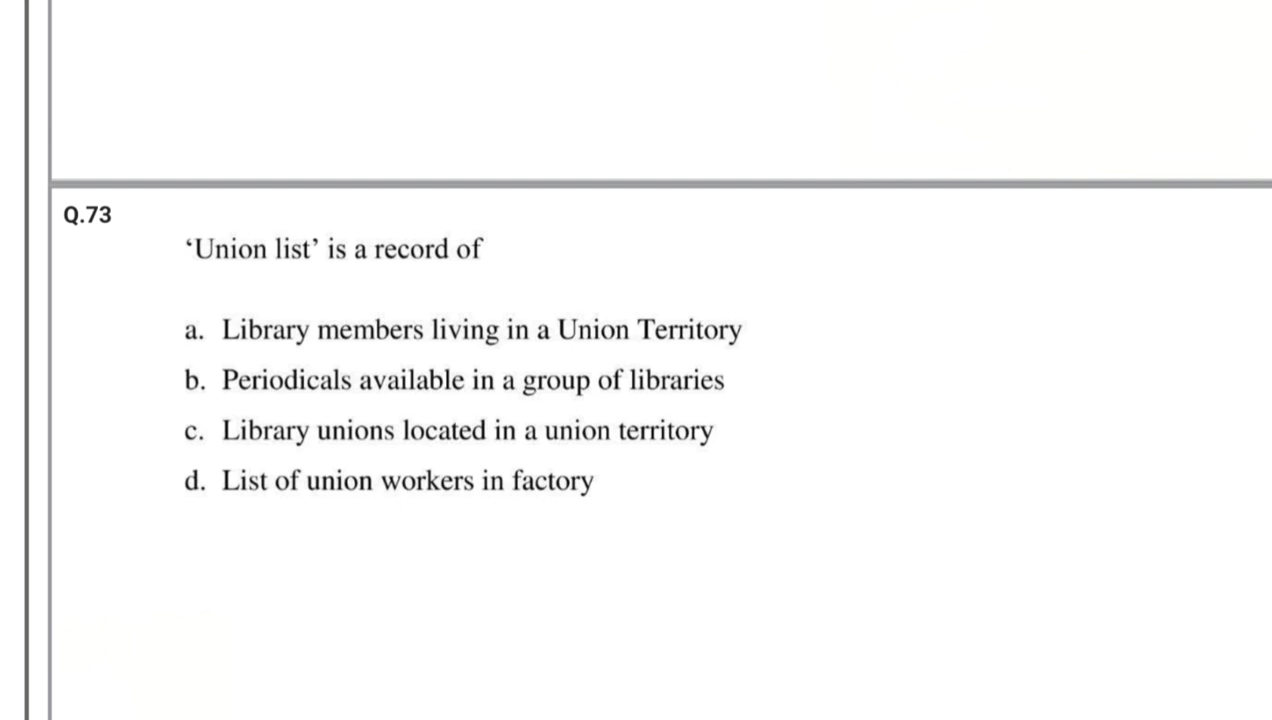 Q.73
‘Union list’ is a record of
a. Library members living in a Union Territory
b. Periodicals available in a group of libraries
c. Library unions located in a union territory
d. List of union workers in factory